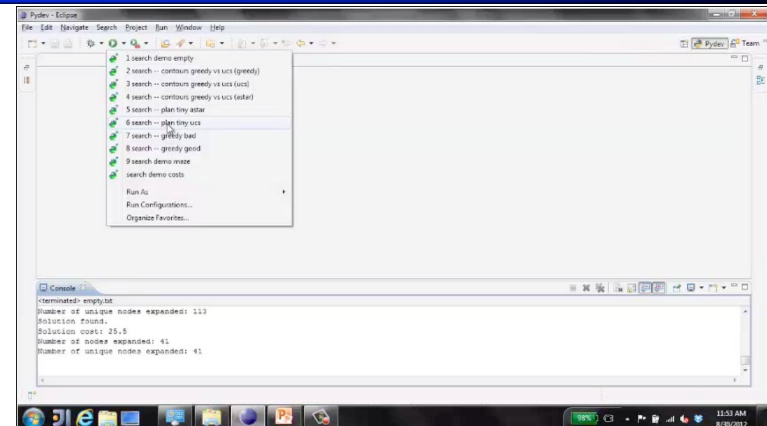 Pydev - Eclipse
File Edit Navigate Search Project Run Window Help
Pydev Team
1 search demo empty
2 search -- contours greedy vs ucs (greedy)
3 search -- contours greedy vs ucs (ucs)
4 search -- contours greedy vs ucs (astar)
5 search -- plan tiny astar
6 search -- plan tiny ucs
7 search -- greedy bad
8 search -- greedy good
9 search demo maze
search demo costs
Run As
Run Configurations...
Organize Favorites...
Console
<terminated> empty.txt
Number of unique nodes expanded: 113
Solution found.
Solution cost: 25.5
Number of nodes expanded: 41
Number of unique nodes expanded: 41
98%
11:53 AM
8/30/2012